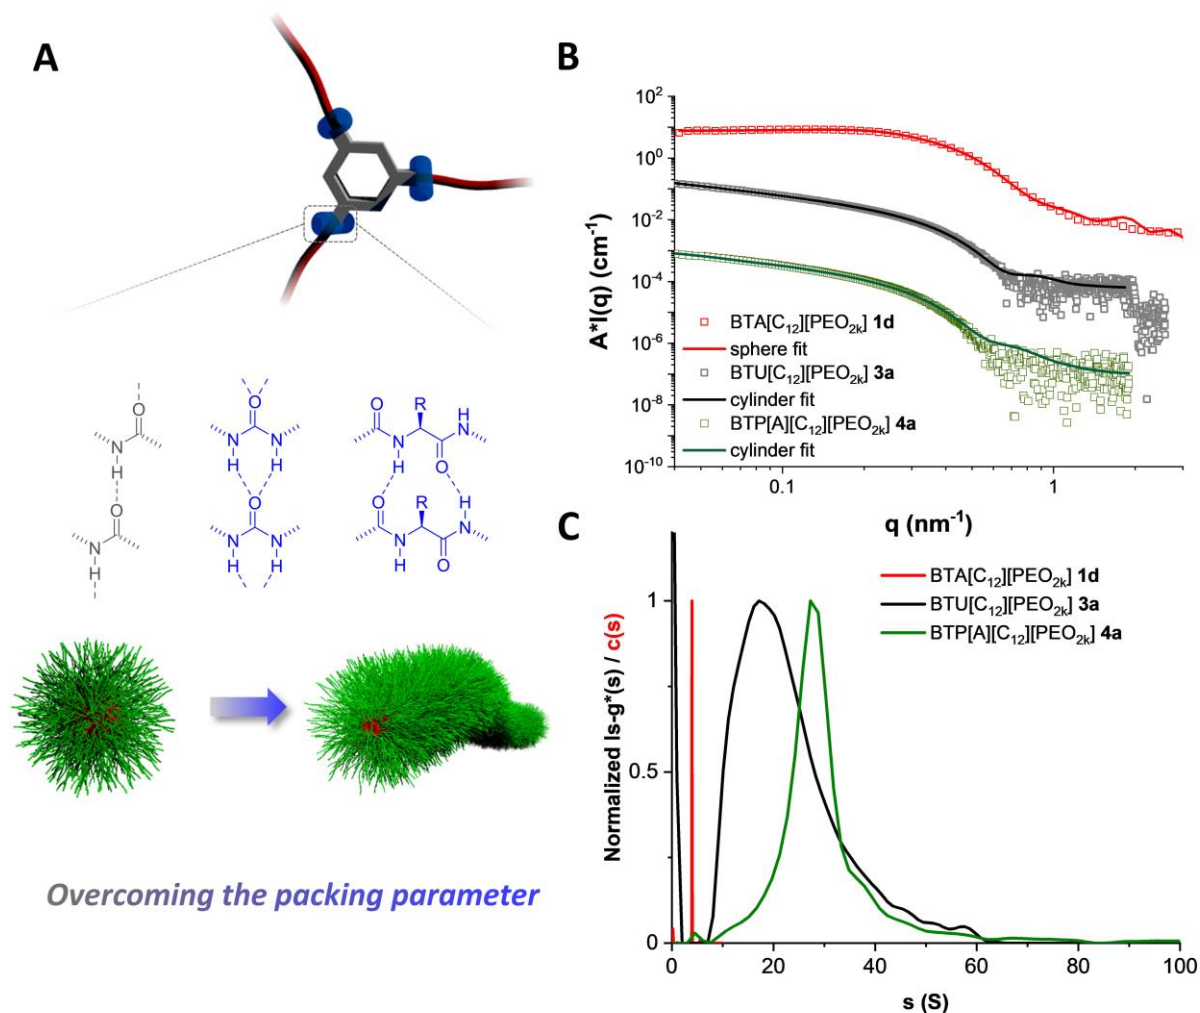 A
O
N
H
O
N
H
O
N
N
H
H
O
N
N
H
H
O
R
H
N
N
H
O
O
R
H
N
N
H
O
Overcoming the packing parameter
B
A*I(q) (cm⁻¹)
10²
10⁰
10⁻²
10⁻⁴
10⁻⁶
10⁻⁸
10⁻¹⁰
BTA[C₁₂][PEO₂ₖ] 1d
sphere fit
BTU[C₁₂][PEO₂ₖ] 3a
cylinder fit
BTP[A][C₁₂][PEO₂ₖ] 4a
cylinder fit
0.1
1
q (nm⁻¹)
C
Normalized ls-g*(s) / c(s)
BTA[C₁₂][PEO₂ₖ] 1d
BTU[C₁₂][PEO₂ₖ] 3a
BTP[A][C₁₂][PEO₂ₖ] 4a
1
0.5
0
0 20 40 60 80 100
s (S)